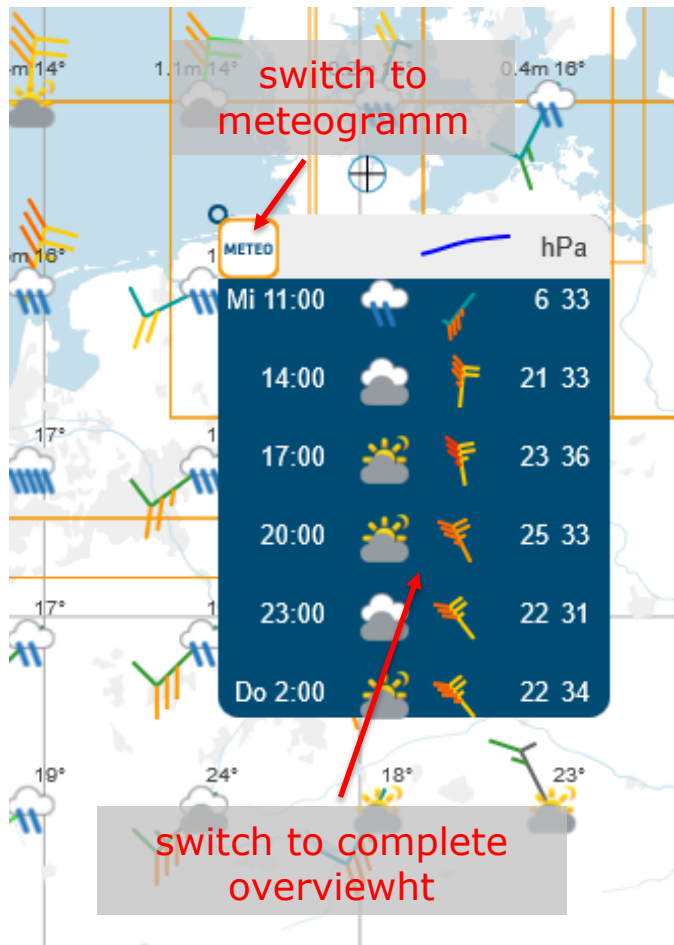 m 14°
1.1m 14°
0.4m 16°
switch to
meteogramm
m 16°
METEO
hPa
Mi 11:00 6 33
14:00 21 33
17° 17:00 23 36
20:00 25 33
17° 23:00 22 31
Do 2:00 22 34
19° 24° 18° 23°
switch to complete
overviewht